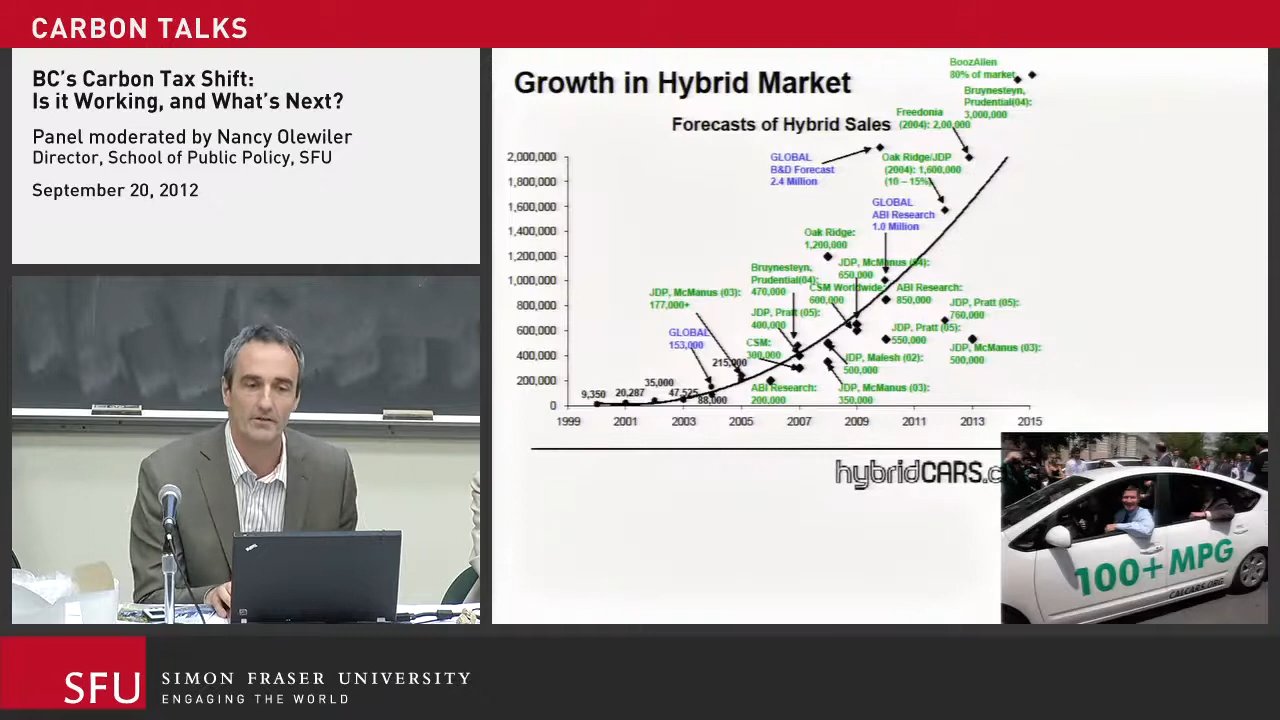 CARBON TALKS
BC's Carbon Tax Shift:
Is it Working, and What's Next?
Panel moderated by Nancy Olewiler
Director, School of Public Policy, SFU
September 20, 2012
Growth in Hybrid Market
Forecasts of Hybrid Sales
BoozAllen
80% of market
Bruynesteyn,
Prudential(04):
3,000,000
Freedonia
(2004): 2,00,000
GLOBAL
B&D Forecast
2.4 Million
Oak Ridge/JDP
(2004): 1,600,000
(10 – 15%)
GLOBAL
ABI Research
1.0 Million
Oak Ridge:
1,200,000
JDP, McManus (04):
650,000
Bruynesteyn,
Prudential(04):
470,000
CSM Worldwide:
600,000
ABI Research:
850,000
JDP, McManus (03):
177,000+
JDP, Pratt (05):
400,000
JDP, Pratt (05):
760,000
GLOBAL
153,000
CSM:
300,000
JDP, Pratt (05):
550,000
JDP, McManus (03):
500,000
JDP, Malesh (02):
500,000
ABI Research:
200,000
JDP, McManus (03):
350,000
9,350
20,287
35,000
47,525
88,000
215,000
2,000,000
1,800,000
1,600,000
1,400,000
1,200,000
1,000,000
800,000
600,000
400,000
200,000
0
1999 2001 2003 2005 2007 2009 2011 2013 2015
hybridCARS.c
100+ MPG
CALCARS.ORG
SFU
SIMON FRASER UNIVERSITY
ENGAGING THE WORLD